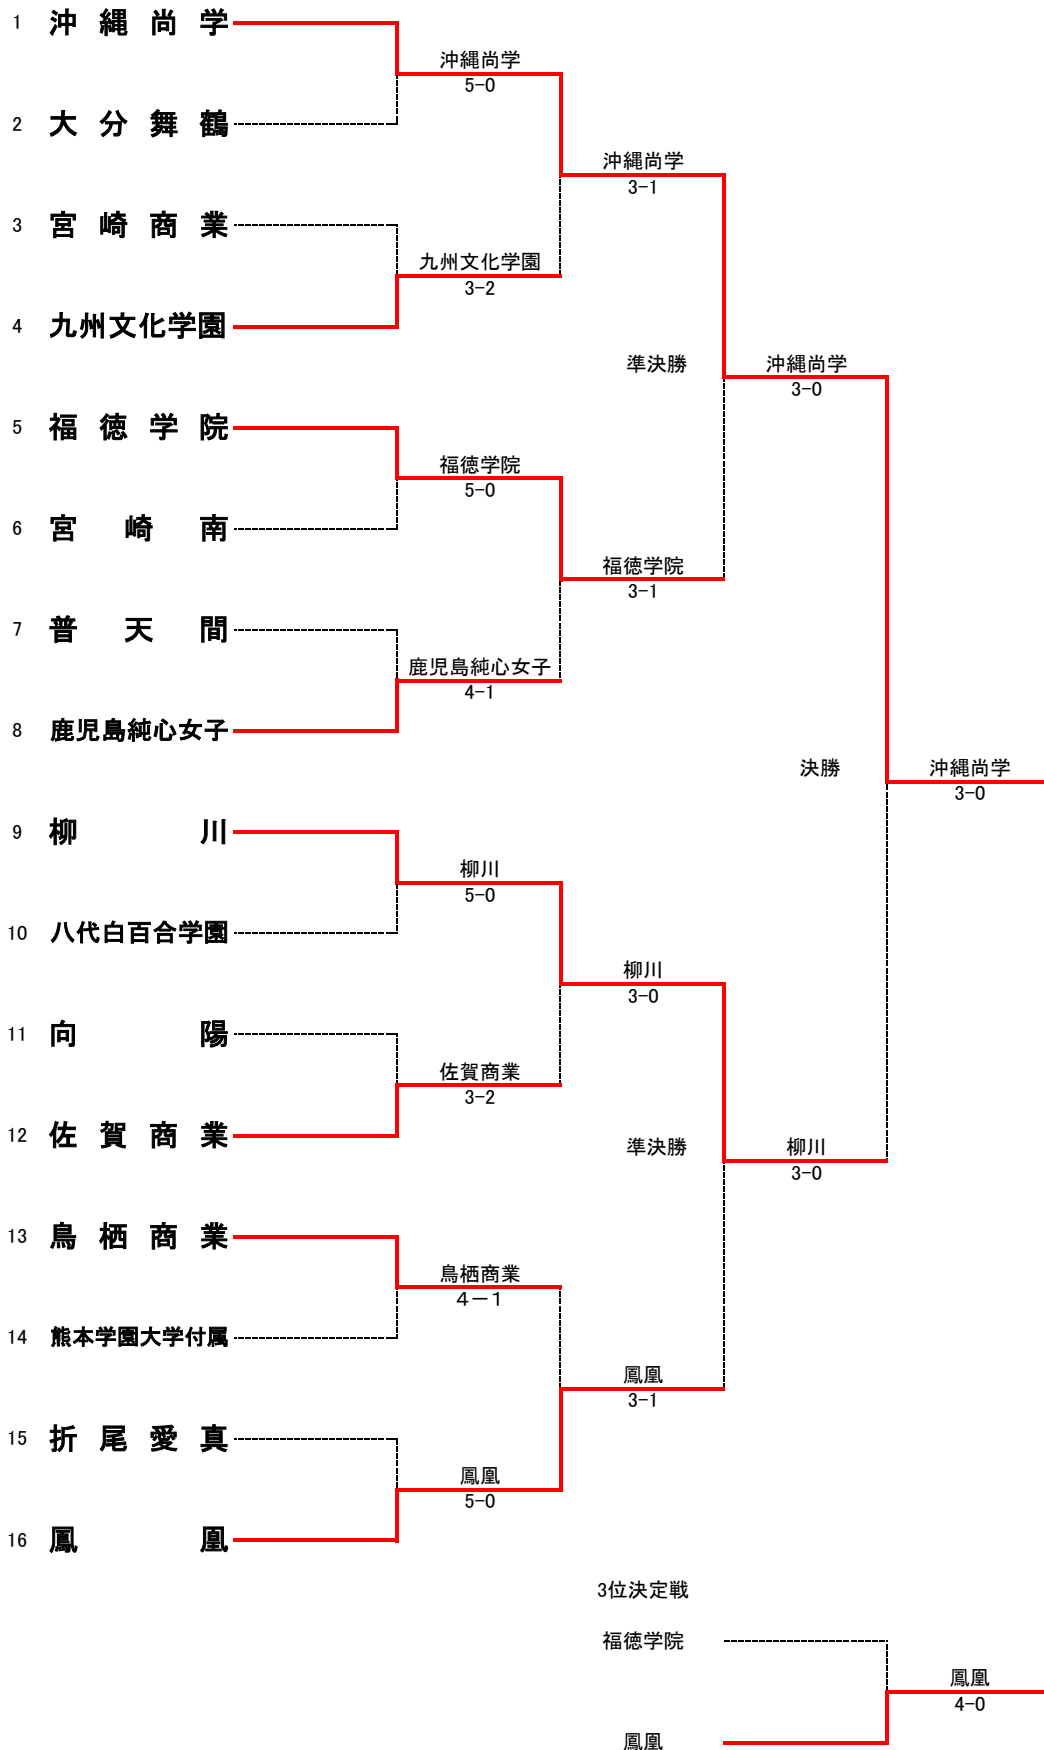 1 沖縄尚学
沖縄尚学
5-0
2 大分舞鶴
沖縄尚学
3-1
3 宮崎商業
九州文化学園
3-2
4 九州文化学園
準決勝
沖縄尚学
3-0
5 福徳学院
福徳学院
5-0
6 宮崎南
福徳学院
3-1
7 普天間
鹿児島純心女子
4-1
8 鹿児島純心女子
決勝
沖縄尚学
3-0
9 柳川
柳川
5-0
10 八代白百合学園
柳川
3-0
11 向陽
佐賀商業
3-2
12 佐賀商業
準決勝
柳川
3-0
13 鳥栖商業
鳥栖商業
4－1
14 熊本学園大学付属
鳳凰
3-1
15 折尾愛真
鳳凰
5-0
16 鳳凰
3位決定戦
福徳学院
鳳凰
4-0
鳳凰